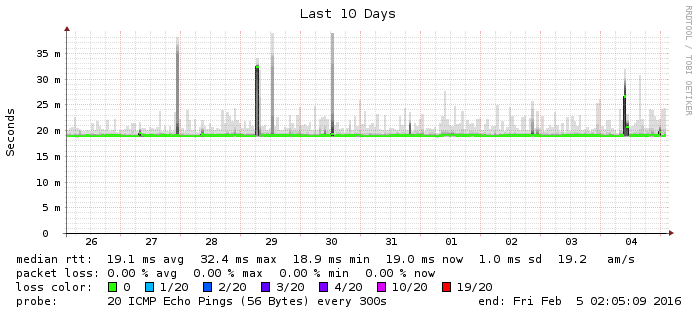 Last 10 Days
RRDTOOL / TOBI OETIKER
Seconds
35 m
30 m
25 m
20 m
15 m
10 m
5 m
0
26 27 28 29 30 31 01 02 03 04
median rtt: 19.1 ms avg 32.4 ms max 18.9 ms min 19.0 ms now 1.0 ms sd 19.2 am/s
packet loss: 0.00 % avg 0.00 % max 0.00 % min 0.00 % now
loss color: 0 1/20 2/20 3/20 4/20 10/20 19/20
probe: 20 ICMP Echo Pings (56 Bytes) every 300s end: Fri Feb 5 02:05:09 2016